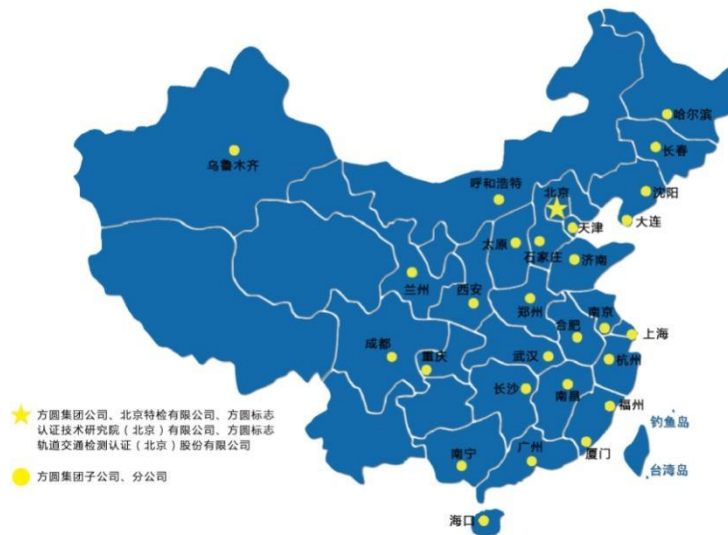 哈尔滨
长春
乌鲁木齐
呼和浩特
北京
沈阳
大连
天津
太原
石家庄
济南
兰州
西安
郑州
南京
合肥
上海
成都
重庆
武汉
杭州
长沙
南昌
福州
钓鱼岛
厦门
南宁
广州
台湾岛
海口
方圆集团公司、北京特检有限公司、方圆标志
认证技术研究院（北京）有限公司、方圆标志
轨道交通检测认证（北京）股份有限公司
方圆集团子公司、分公司